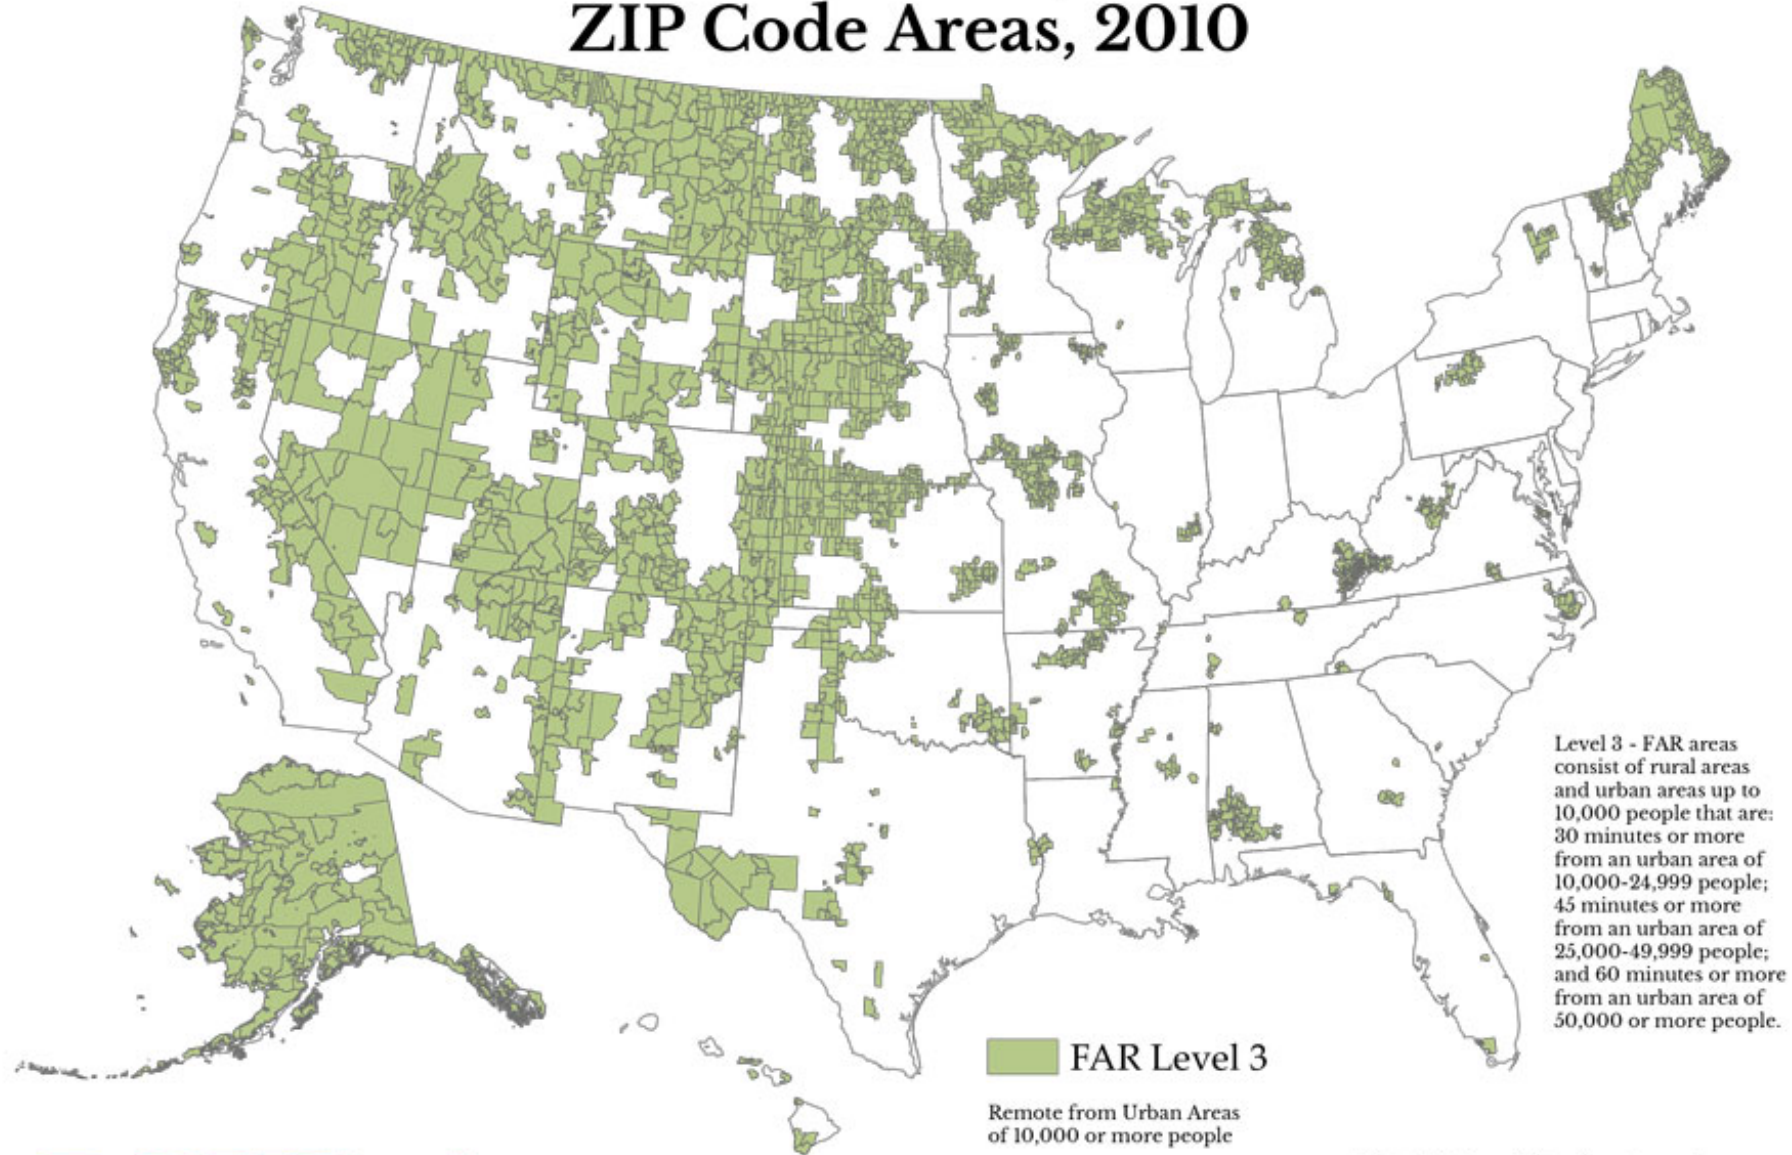 ZIP Code Areas, 2010
Level 3 - FAR areas
consist of rural areas
and urban areas up to
10,000 people that are:
30 minutes or more
from an urban area of
10,000-24,999 people;
45 minutes or more
from an urban area of
25,000-49,999 people;
and 60 minutes or more
from an urban area of
50,000 or more people.
FAR Level 3
Remote from Urban Areas
of 10,000 or more people